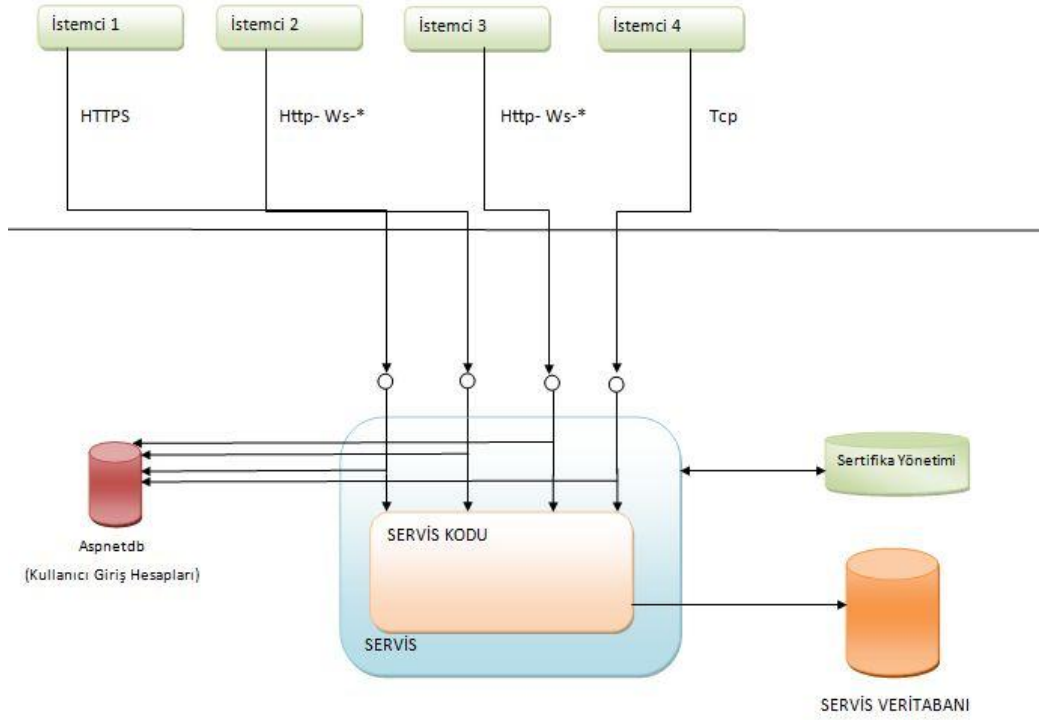 İstemci 1
İstemci 2
İstemci 3
İstemci 4
HTTPS
Http- Ws-*
Http- Ws-*
Tcp
Sertifika Yönetimi
SERVİS KODU
Aspnetdb
(Kullanıcı Giriş Hesapları)
SERVİS
SERVİS VERİTABANI